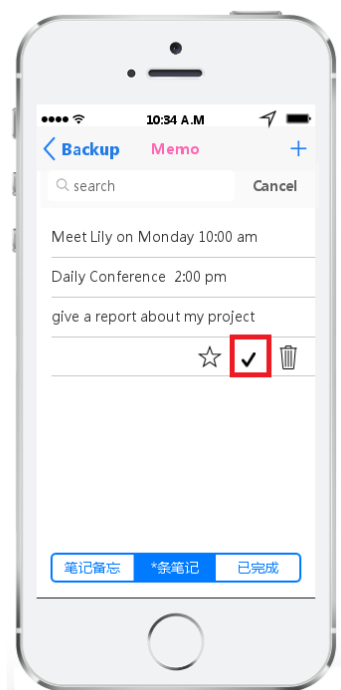 10:34 A.M
Backup Memo +
search Cancel
Meet Lily on Monday 10:00 am
Daily Conference 2:00 pm
give a report about my project
笔记备忘 *条笔记 已完成